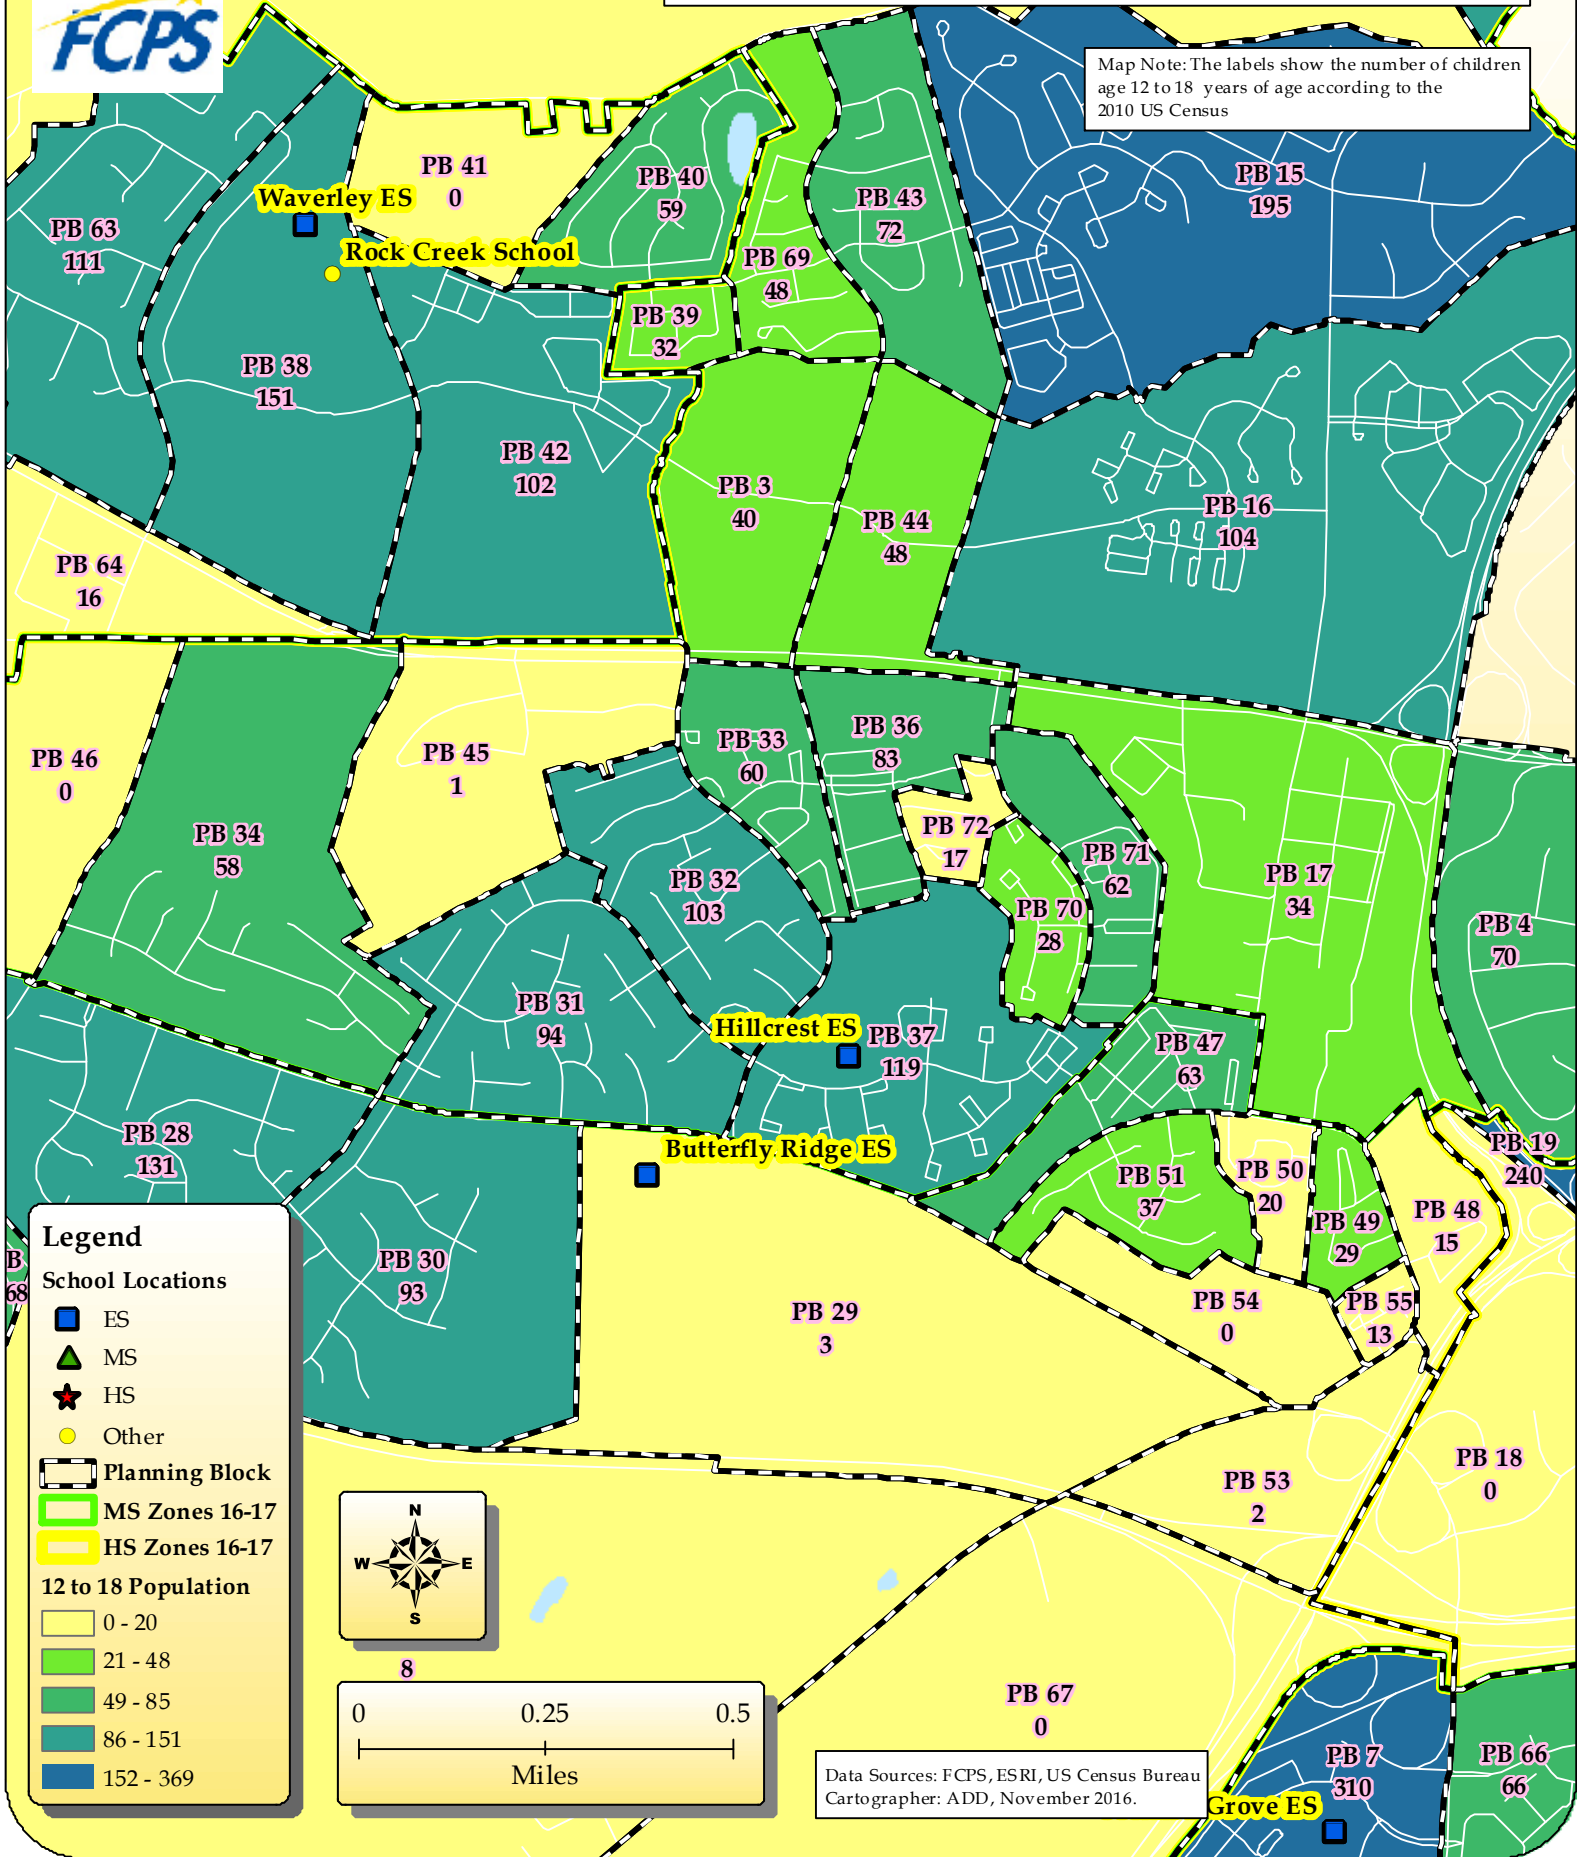 FCPS
Map Note: The labels show the number of children
age 12 to 18 years of age according to the
2010 US Census
PB 41
0
PB 40
59
PB 43
72
PB 15
195
Waverley ES
PB 63
111
Rock Creek School
PB 69
48
PB 39
32
PB 38
151
PB 42
102
PB 3
40
PB 44
48
PB 16
104
PB 64
16
PB 46
0
PB 45
1
PB 33
60
PB 36
83
PB 34
58
PB 72
17
PB 71
62
PB 32
103
PB 17
34
PB 70
28
PB 4
70
PB 31
94
Hillcrest ES
PB 37
119
PB 47
63
PB 28
131
Butterfly Ridge ES
PB 19
240
PB 51
37
PB 50
20
PB 49
29
PB 48
15
B
68
PB 30
93
PB 29
3
PB 54
0
PB 55
13
PB 53
2
PB 18
0
Legend
School Locations
ES
MS
HS
Other
Planning Block
MS Zones 16-17
HS Zones 16-17
12 to 18 Population
0 - 20
21 - 48
49 - 85
86 - 151
152 - 369
N
W E
S
8
0 0.25 0.5
Miles
PB 67
0
PB 7
310
PB 66
66
Data Sources: FCPS, ESRI, US Census Bureau
Cartographer: ADD, November 2016.
Grove ES